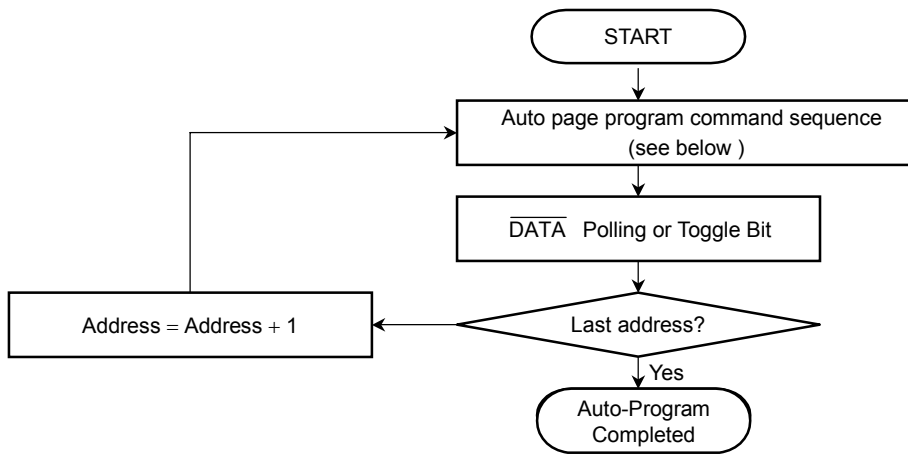 START
Auto page program command sequence
(see below )
DATA Polling or Toggle Bit
Address = Address + 1
Last address?
Yes
Auto-Program
Completed